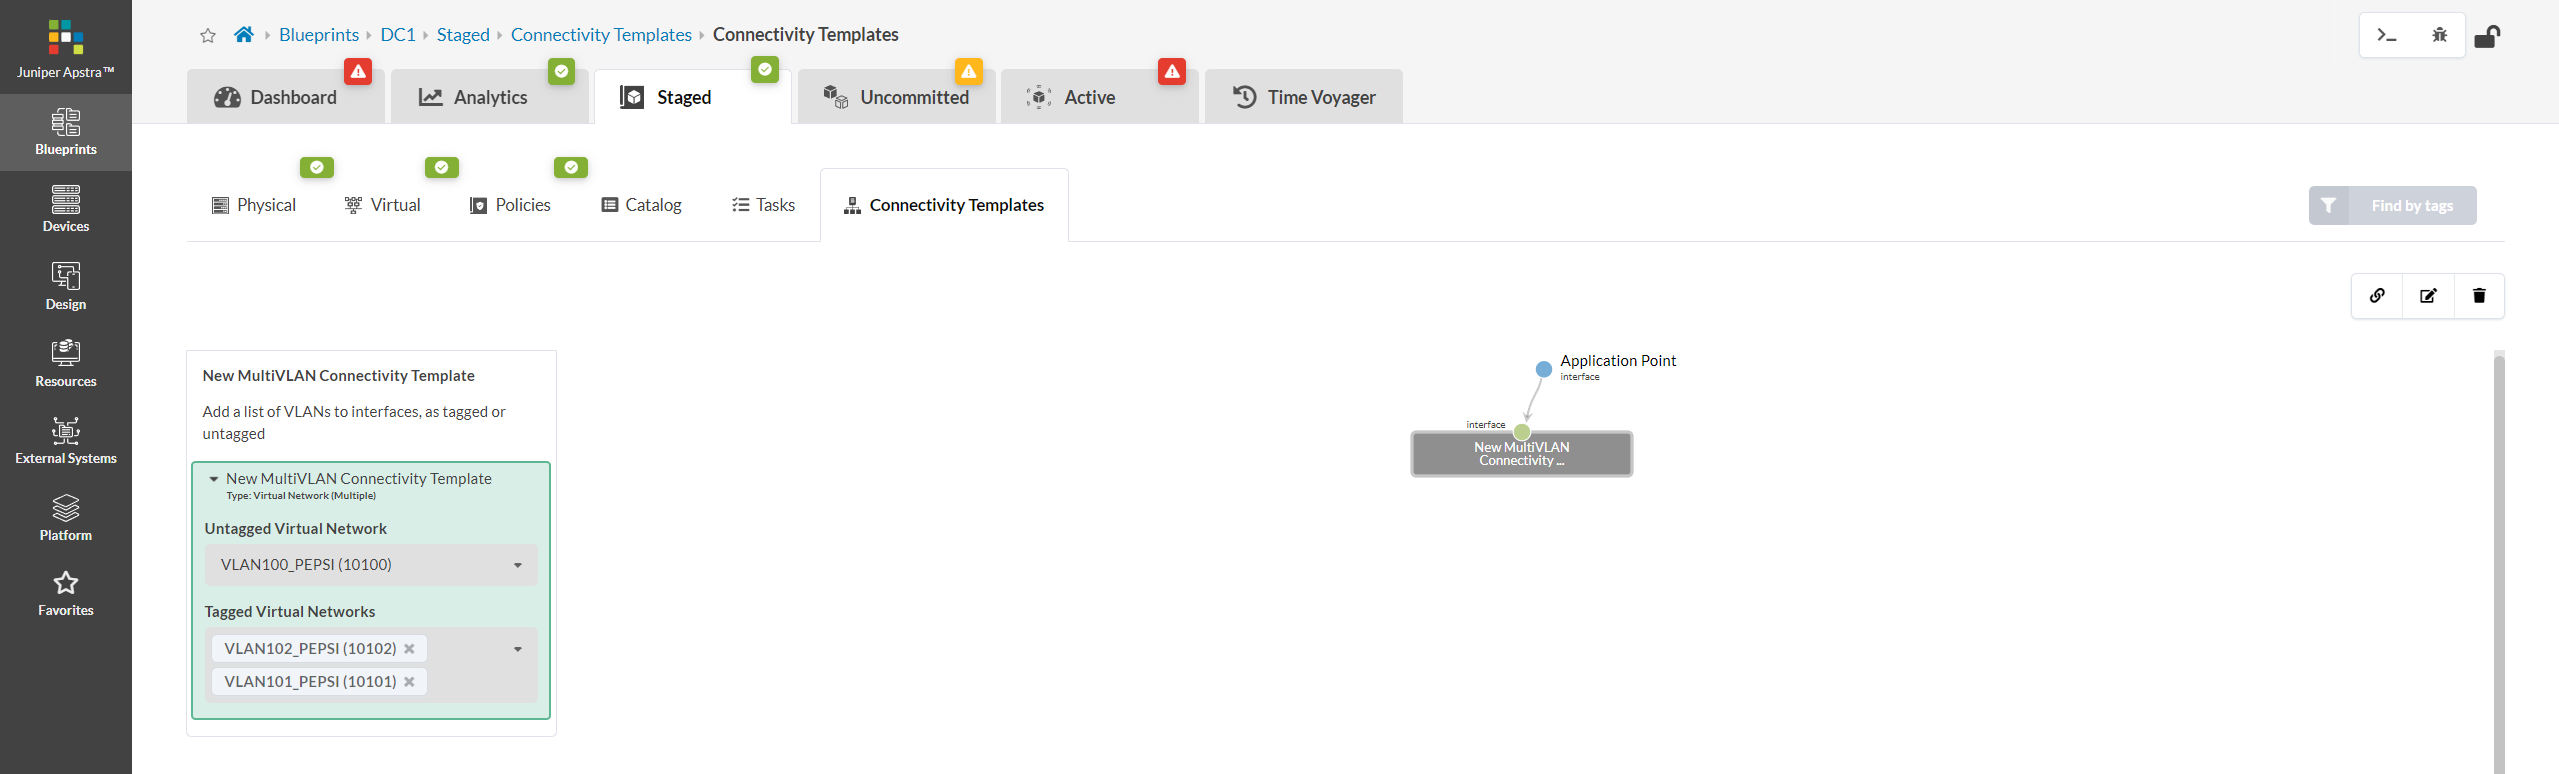 Juniper Apstra™
Blueprints
Devices
Design
Resources
External Systems
Platform
Favorites
Blueprints DC1 Staged Connectivity Templates Connectivity Templates
Dashboard Analytics Staged Uncommitted Active Time Voyager
Physical Virtual Policies Catalog Tasks Connectivity Templates
Find by tags
New MultiVLAN Connectivity Template
Add a list of VLANs to interfaces, as tagged or
untagged
New MultiVLAN Connectivity Template
Type: Virtual Network (Multiple)
Untagged Virtual Network
VLAN100_PEPSI (10100)
Tagged Virtual Networks
VLAN102_PEPSI (10102)
VLAN101_PEPSI (10101)
Application Point
interface
interface
New MultiVLAN
Connectivity ...